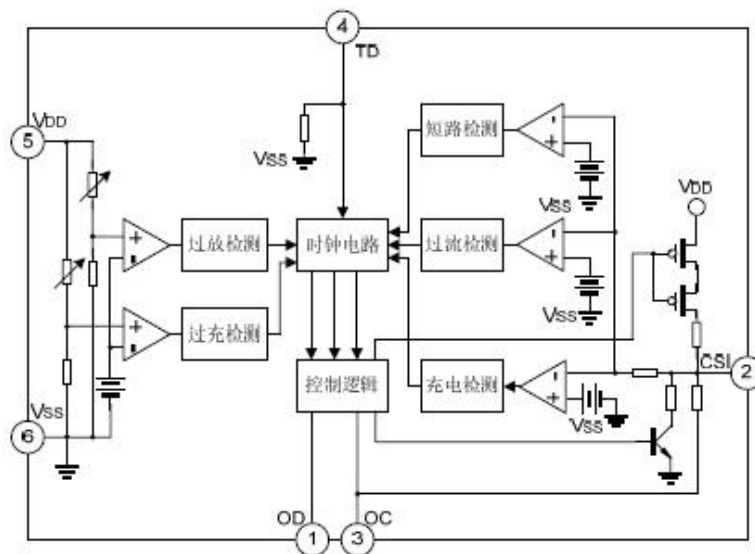 4
TD
VDD
5
短路检测
VSS
VSS
VDD
过放检测
时钟电路
过流检测
VSS
过充检测
CSI
2
控制逻辑
充电检测
VSS
VSS
6
OD
1
3
OC